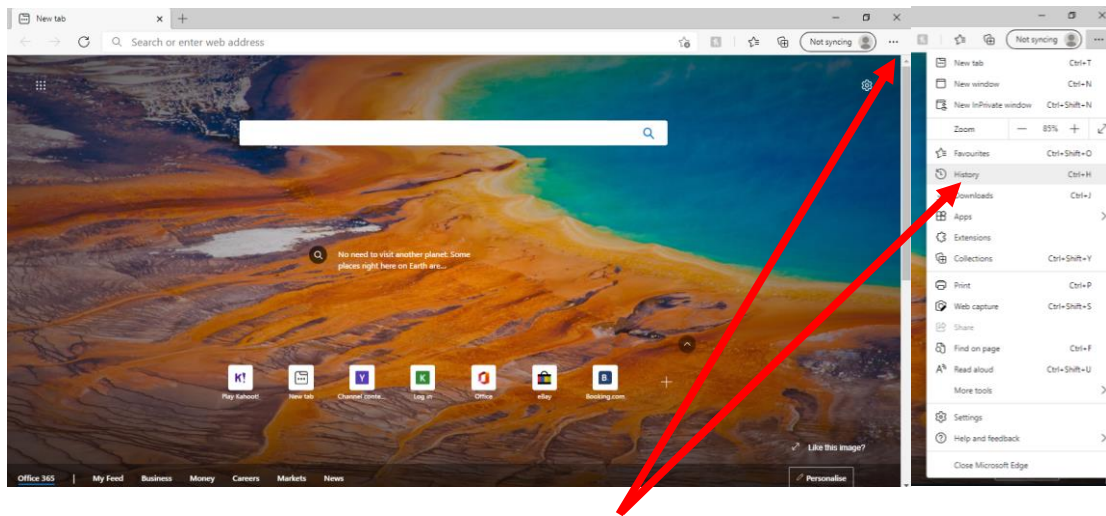 New tab
Search or enter web address
Not syncing
No need to visit another planet. Some
places right here on Earth are...
K!
Y
K
B
Play Kahoot!
New tab
Channel conte...
Log in
Office
eBay
Booking.com
Like this image?
Office 365 | My Feed Business Money Careers Markets News
Personalise
Not syncing
New tab Ctrl+T
New window Ctrl+N
New InPrivate window Ctrl+Shift+N
Zoom 85%
Favourites Ctrl+Shift+O
History Ctrl+H
Downloads Ctrl+J
Apps
Extensions
Collections Ctrl+Shift+Y
Print Ctrl+P
Web capture Ctrl+Shift+S
Share
Find on page Ctrl+F
Read aloud Ctrl+Shift+U
More tools
Settings
Help and feedback
Close Microsoft Edge